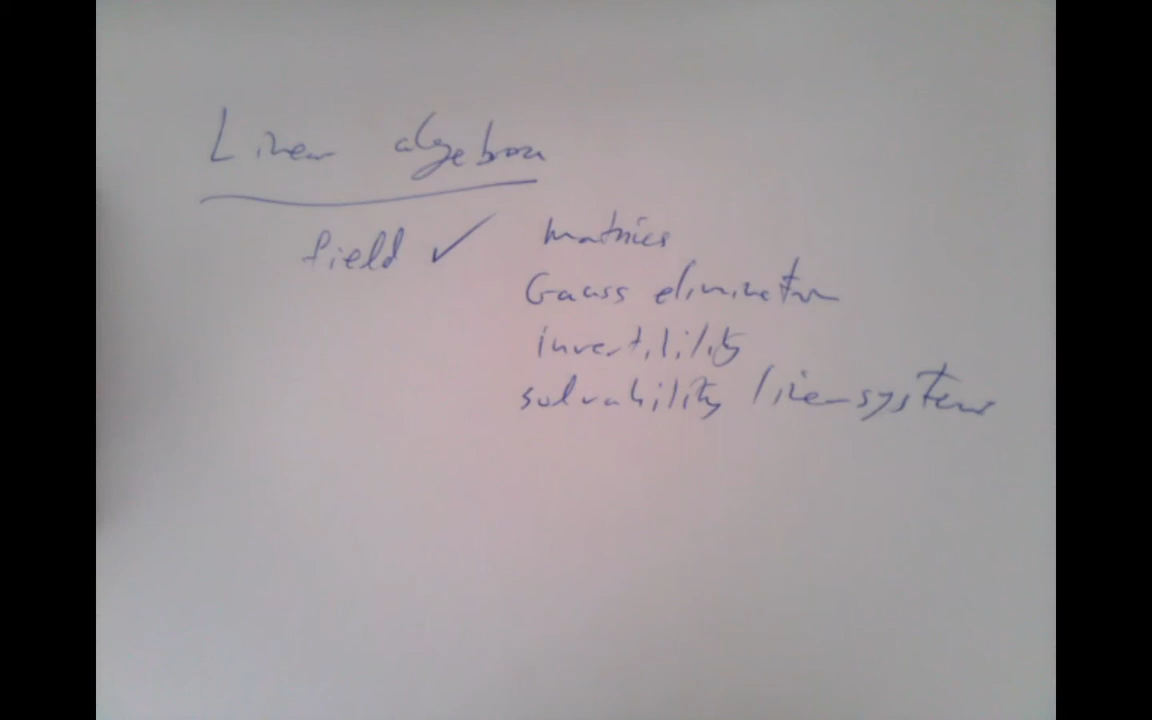 Linear algebra
field ✓
matrices
Gauss elimination
invertibility
solvability linear systems